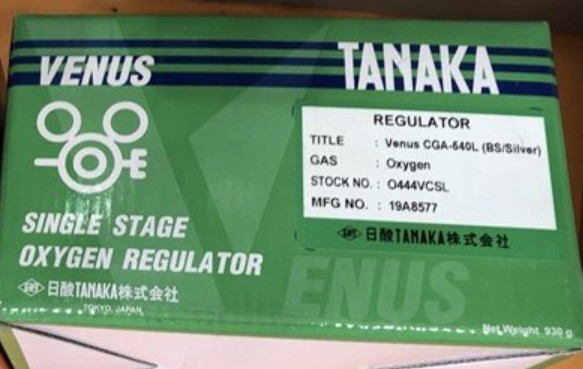 VENUS
TANAKA
REGULATOR
TITLE : Venus CGA-540L (BS/Silver)
GAS : Oxygen
STOCK NO. : O444VCSL
MFG NO. : 19A8577
日酸TANAKA株式会社
SINGLE STAGE
OXYGEN REGULATOR
日酸TANAKA株式会社
TOKYO, JAPAN
VENUS
Net Weight 930 g